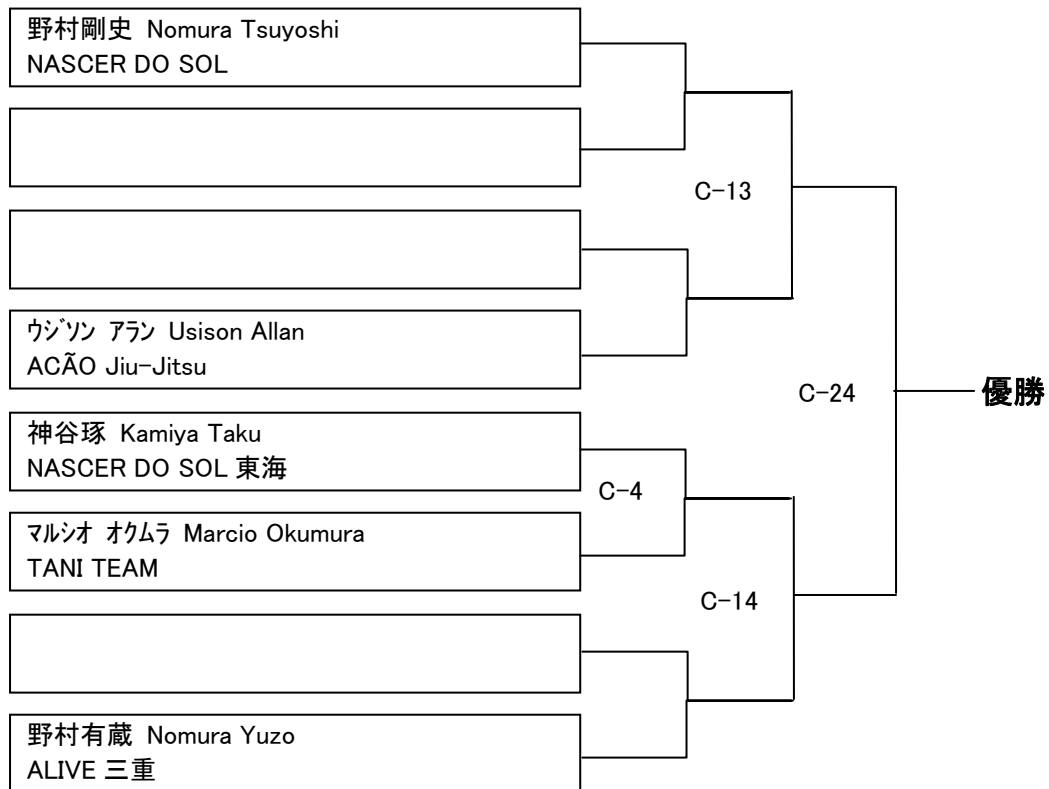 野村剛史 Nomura Tsuyoshi
NASCER DO SOL
C-13
ｳｼﾞｿﾝ ｱﾗﾝ Usison Allan
ACÃO Jiu-Jitsu
C-24
優勝
神谷琢 Kamiya Taku
NASCER DO SOL 東海
C-4
ﾏﾙｼｵ ｵｸﾑﾗ Marcio Okumura
TANI TEAM
C-14
野村有蔵 Nomura Yuzo
ALIVE 三重